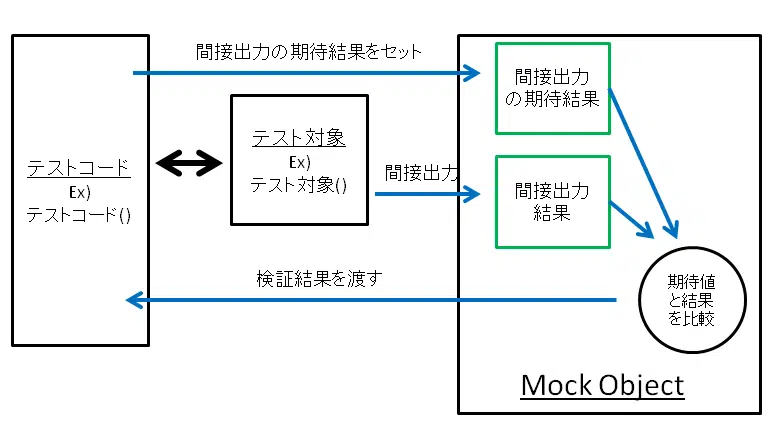 間接出力の期待結果をセット
間接出力
の期待結果
テスト対象
Ex)
テスト対象()
テストコード
Ex)
テストコード()
間接出力
間接出力
結果
検証結果を渡す
期待値
と結果
を比較
Mock Object